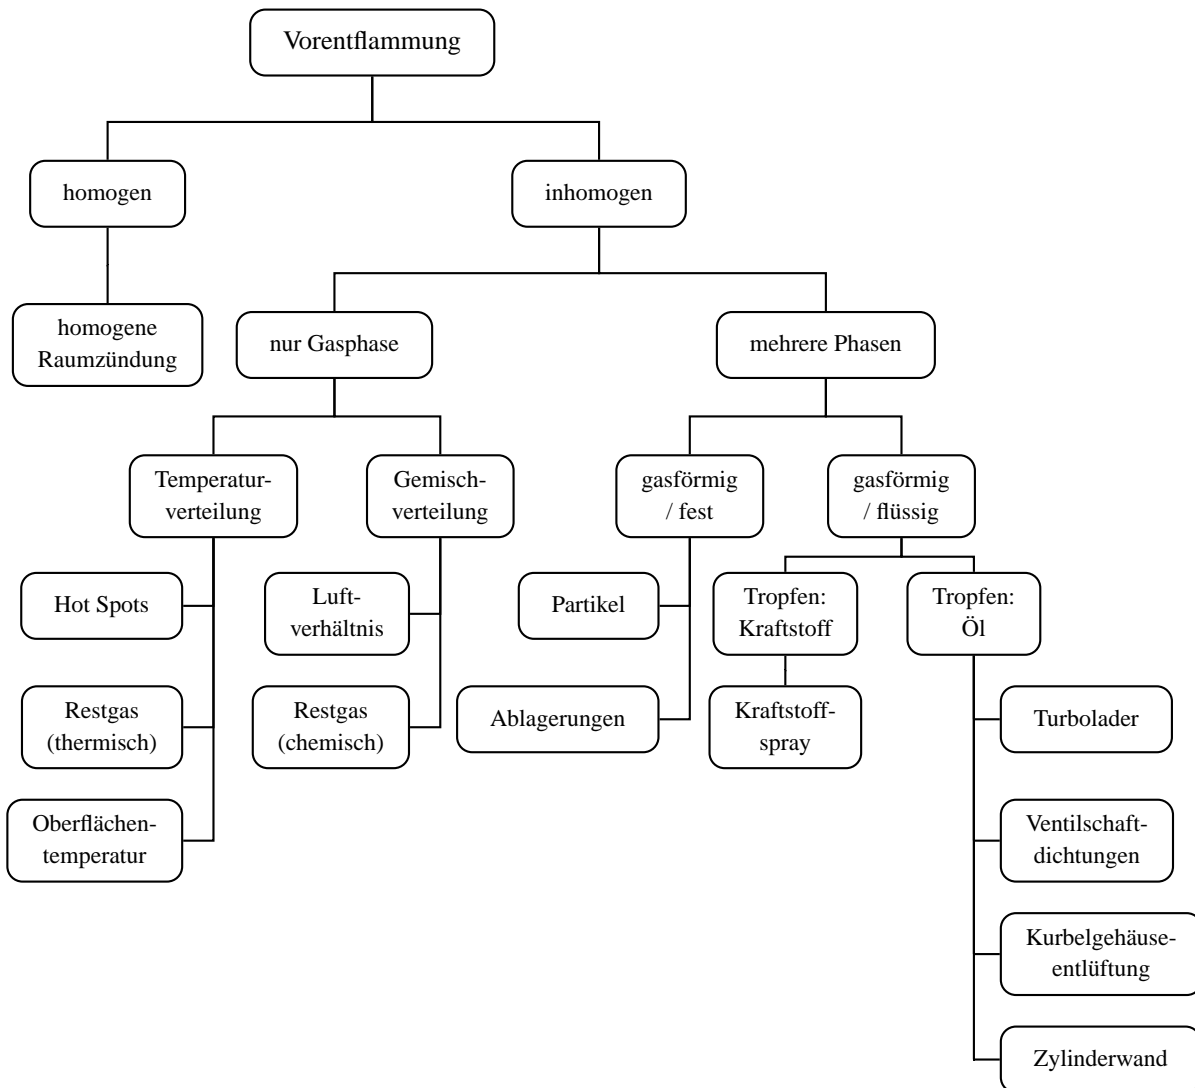 Vorentflammung
homogen
inhomogen
homogene
Raumzündung
nur Gasphase
mehrere Phasen
Temperatur-
verteilung
Gemisch-
verteilung
gasförmig
/ fest
gasförmig
/ flüssig
Hot Spots
Luft-
verhältnis
Partikel
Tropfen:
Kraftstoff
Tropfen:
Öl
Restgas
(thermisch)
Restgas
(chemisch)
Ablagerungen
Kraftstoff-
spray
Turbolader
Oberflächen-
temperatur
Ventilschaft-
dichtungen
Kurbelgehäuse-
entlüftung
Zylinderwand